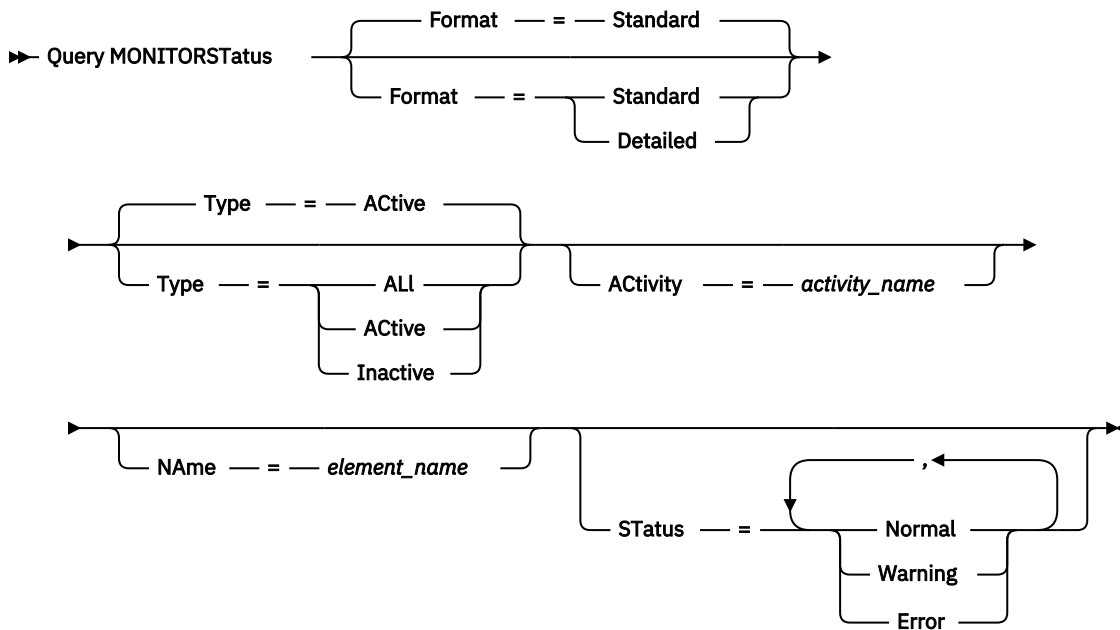 Format = Standard
Query MONITORSTatus
Format = Standard
Detailed
Type = ACtive
Type = ALl
ACtivity = activity_name
ACtive
Inactive
NAme = element_name
,
STatus = Normal
Warning
Error